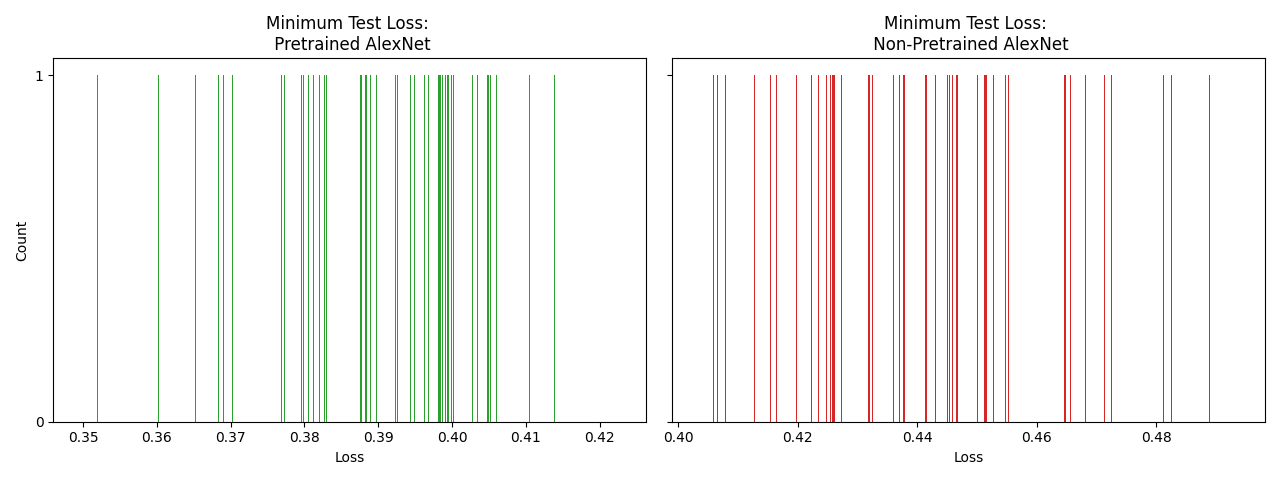 Minimum Test Loss:
Pretrained AlexNet
Count
1
0
0.35 0.36 0.37 0.38 0.39 0.40 0.41 0.42
Loss
Minimum Test Loss:
Non-Pretrained AlexNet
0.40 0.42 0.44 0.46 0.48
Loss